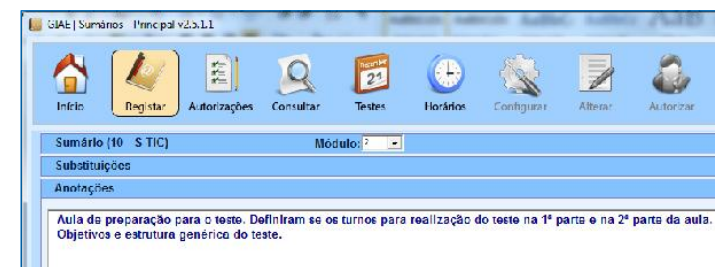 GIAE | Sumários - Principal v2.5.1.1
Início Registar Autorizações Consultar Testes Horários Configurar Alterar Autorizar
Sumário (10 S TIC) Módulo: 2
Substituições
Anotações
Aula de preparação para o teste. Definiram se os turnos para realização do teste na 1ª parte e na 2ª parte da aula.
Objetivos e estrutura genérica do teste.